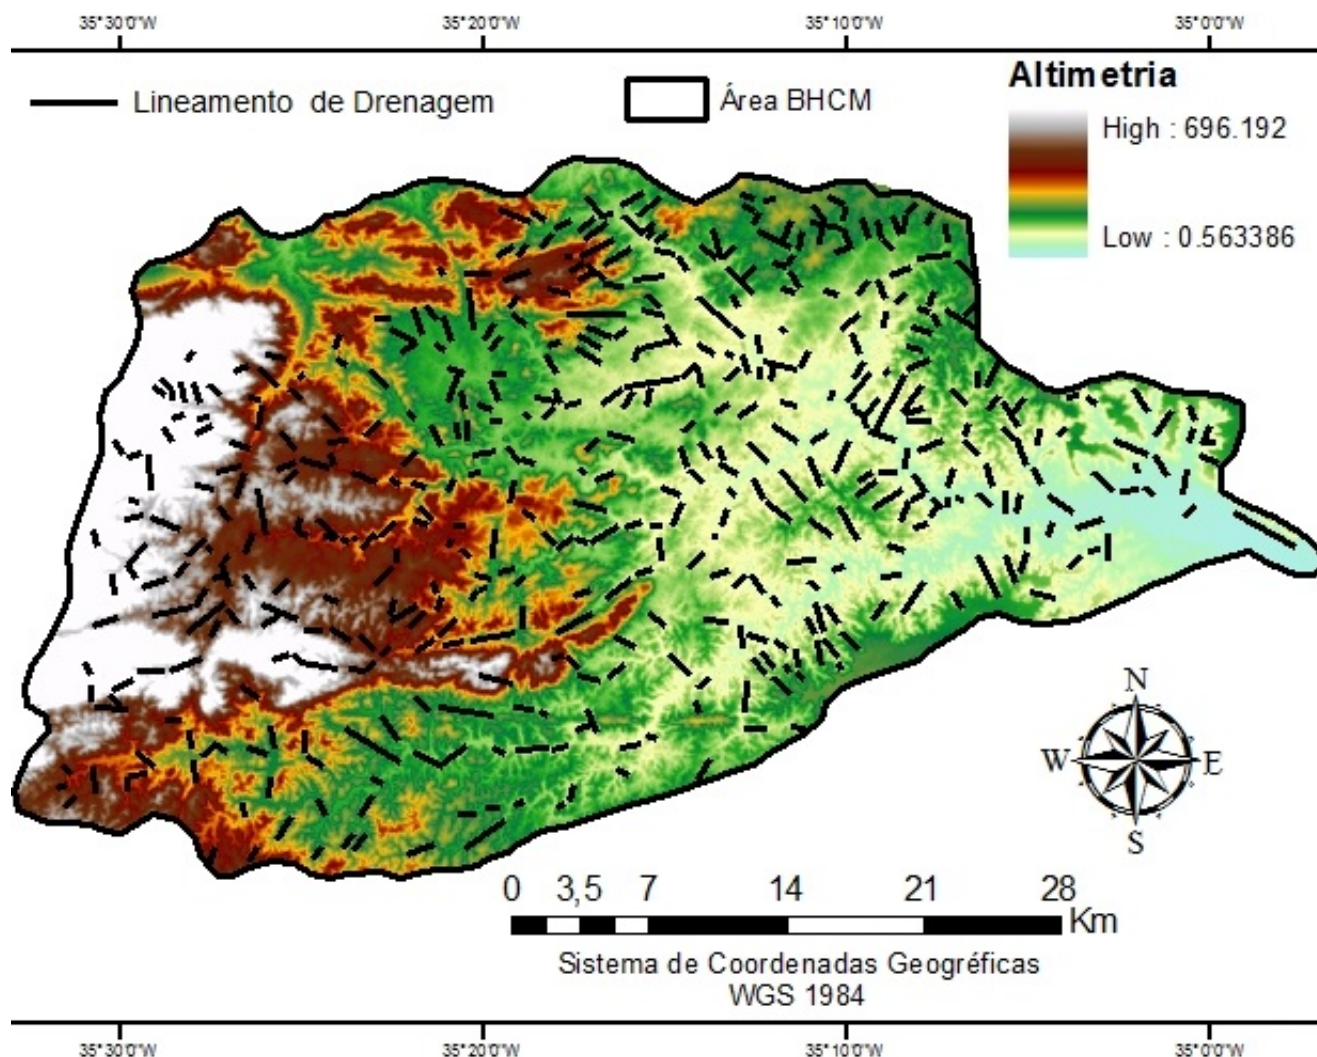 35°30'0"W 35°20'0"W 35°10'0"W 35°0'0"W
Lineamento de Drenagem
Área BHCM
Altimetria
High : 696.192
Low : 0.563386
N
W E
S
0 3,5 7 14 21 28
Km
Sistema de Coordenadas Geogréficas
WGS 1984
35°30'0"W 35°20'0"W 35°10'0"W 35°0'0"W